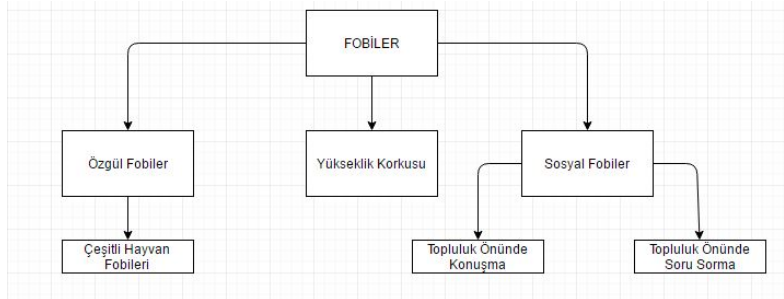 FOBİLER
Özgül Fobiler
Yükseklik Korkusu
Sosyal Fobiler
Çeşitli Hayvan
Fobileri
Topluluk Önünde
Konuşma
Topluluk Önünde
Soru Sorma